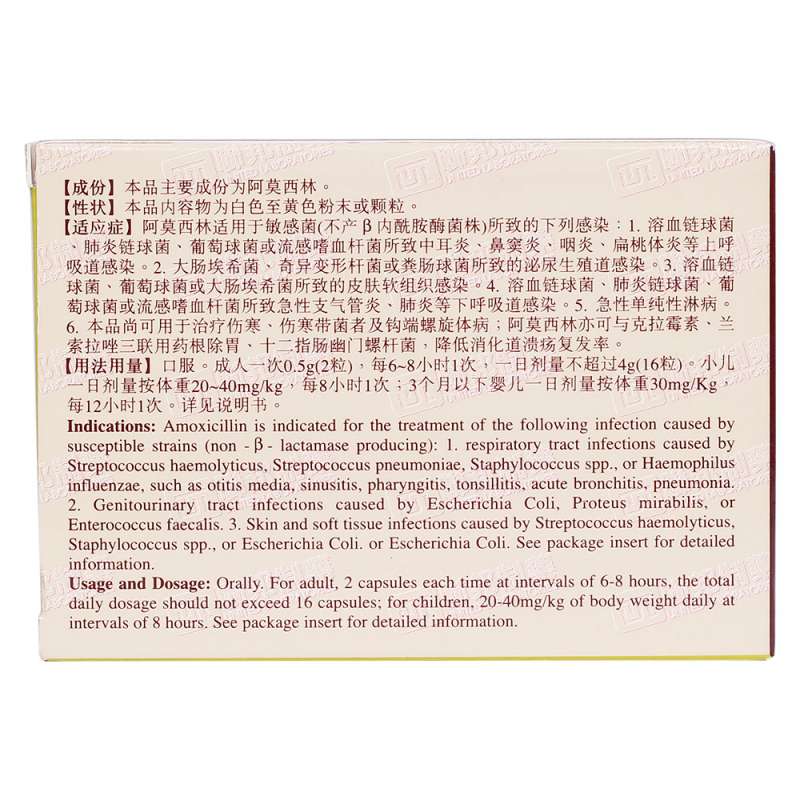 【成份】本品主要成份为阿莫西林。
【性状】本品内容物为白色至黄色粉末或颗粒。
【适应症】阿莫西林适用于敏感菌(不产β内酰胺酶菌株)所致的下列感染：1. 溶血链球菌
、肺炎链球菌、葡萄球菌或流感嗜血杆菌所致中耳炎、鼻窦炎、咽炎、扁桃体炎等上呼
吸道感染。2. 大肠埃希菌、奇异变形杆菌或粪肠球菌所致的泌尿生殖道感染。3. 溶血链
球菌、葡萄球菌或大肠埃希菌所致的皮肤软组织感染。4. 溶血链球菌、肺炎链球菌、葡
萄球菌或流感嗜血杆菌所致急性支气管炎、肺炎等下呼吸道感染。5. 急性单纯性淋病。
6. 本品尚可用于治疗伤寒、伤寒带菌者及钩端螺旋体病；阿莫西林亦可与克拉霉素、兰
索拉唑三联用药根除胃、十二指肠幽门螺杆菌，降低消化道溃疡复发率。
【用法用量】口服。成人一次0.5g(2粒)，每6~8小时1次，一日剂量不超过4g(16粒)。小儿
一日剂量按体重20~40mg/kg，每8小时1次；3个月以下婴儿一日剂量按体重30mg/Kg，
每12小时1次。详见说明书。
Indications: Amoxicillin is indicated for the treatment of the following infection caused by
susceptible strains (non -β- lactamase producing): 1. respiratory tract infections caused by
Streptococcus haemolyticus, Streptococcus pneumoniae, Staphylococcus spp., or Haemophilus
influenzae, such as otitis media, sinusitis, pharyngitis, tonsillitis, acute bronchitis, pneumonia.
2. Genitourinary tract infections caused by Escherichia Coli, Proteus mirabilis, or
Enterococcus faecalis. 3. Skin and soft tissue infections caused by Streptococcus haemolyticus,
Staphylococcus spp., or Escherichia Coli. or Escherichia Coli. See package insert for detailed
information.
Usage and Dosage: Orally. For adult, 2 capsules each time at intervals of 6-8 hours, the total
daily dosage should not exceed 16 capsules; for children, 20-40mg/kg of body weight daily at
intervals of 8 hours. See package insert for detailed information.